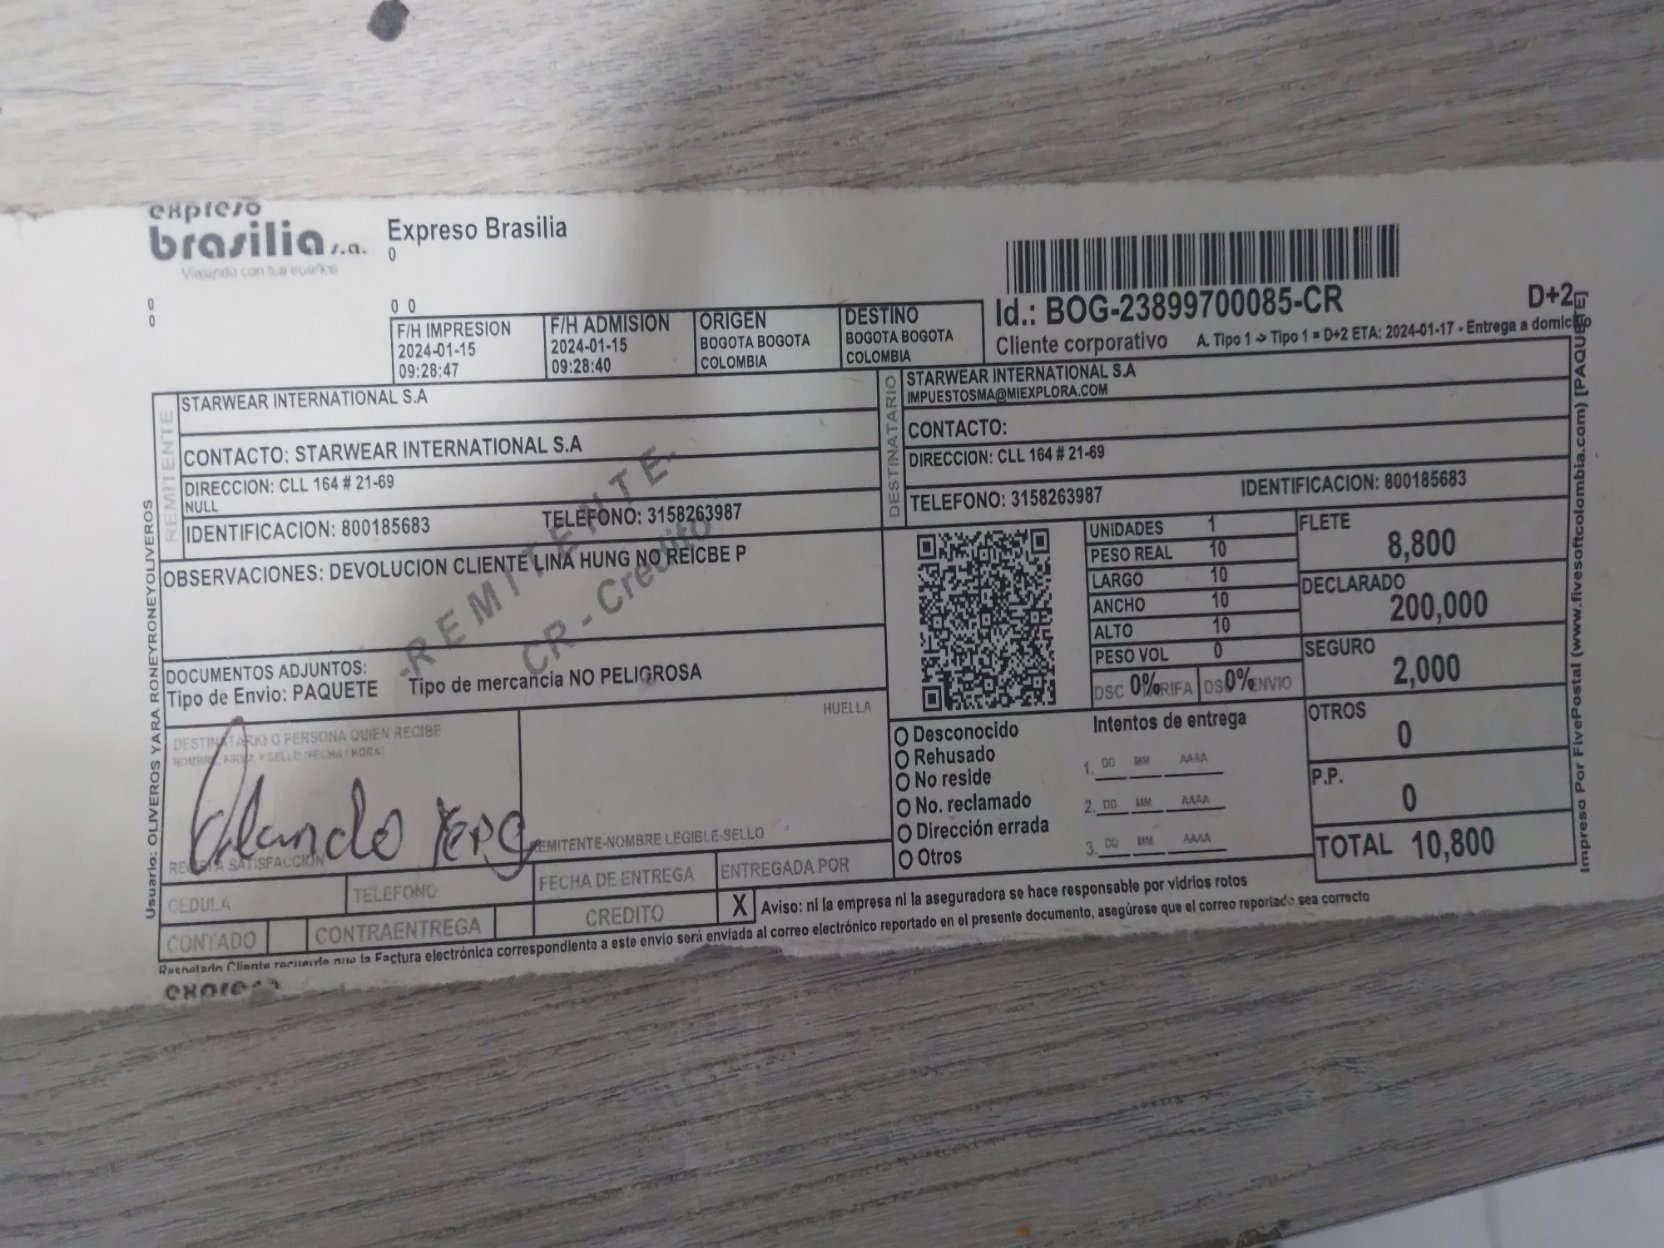 expreso
brasilia s.a.
Viajando con tus sueños
Expreso Brasilia
0
0
0
0 0
F/H IMPRESION
2024-01-15
09:28:47
F/H ADMISION
2024-01-15
09:28:40
ORIGEN
BOGOTA BOGOTA
COLOMBIA
DESTINO
BOGOTA BOGOTA
COLOMBIA
Id.: BOG-23899700085-CR
D+2
Cliente corporativo
A. Tipo 1 -> Tipo 1 = D+2 ETA: 2024-01-17 - Entrega a domicilio
REMITENTE
STARWEAR INTERNATIONAL S.A
CONTACTO: STARWEAR INTERNATIONAL S.A
DIRECCION: CLL 164 # 21-69
NULL
IDENTIFICACION: 800185683
TELEFONO: 3158263987
DESTINATARIO
STARWEAR INTERNATIONAL S.A
IMPUESTOSMA@MIEXPLORA.COM
CONTACTO:
DIRECCION: CLL 164 # 21-69
TELEFONO: 3158263987
IDENTIFICACION: 800185683
OBSERVACIONES: DEVOLUCION CLIENTE LINA HUNG NO REICBE P
-REMITENTE-
CR - Credito
DOCUMENTOS ADJUNTOS:
Tipo de Envio: PAQUETE
Tipo de mercancia NO PELIGROSA
UNIDADES 1
PESO REAL 10
LARGO 10
ANCHO 10
ALTO 10
PESO VOL 0
DSC 0% TARIFA
DSC 0% ENVIO
FLETE
8,800
DECLARADO
200,000
SEGURO
2,000
OTROS
0
P.P.
0
TOTAL 10,800
DESTINATARIO O PERSONA QUIEN RECIBE
NOMBRE, FIRMA Y SELLO (FECHA / HORA)
Orlando
RECIBI A SATISFACCION
HUELLA
REMITENTE-NOMBRE LEGIBLE-SELLO
Desconocido
Rehusado
No reside
No. reclamado
Dirección errada
Otros
Intentos de entrega
1. DD MM AAAA
2. DD MM AAAA
3. DD MM AAAA
CEDULA
TELEFONO
FECHA DE ENTREGA
ENTREGADA POR
CONTADO
CONTRAENTREGA
CREDITO
X
Aviso: ni la empresa ni la aseguradora se hace responsable por vidrios rotos
Respetado Cliente recuerde que la Factura electrónica correspondiente a este envio será enviada al correo electrónico reportado en el presente documento, asegúrese que el correo reportado sea correcto
Usuario: OLIVEROS YARA RONEYRONEYOLIVEROS
Impreso Por FivePostal (www.fivesoftcolombia.com) [PAQUETE]
expreso